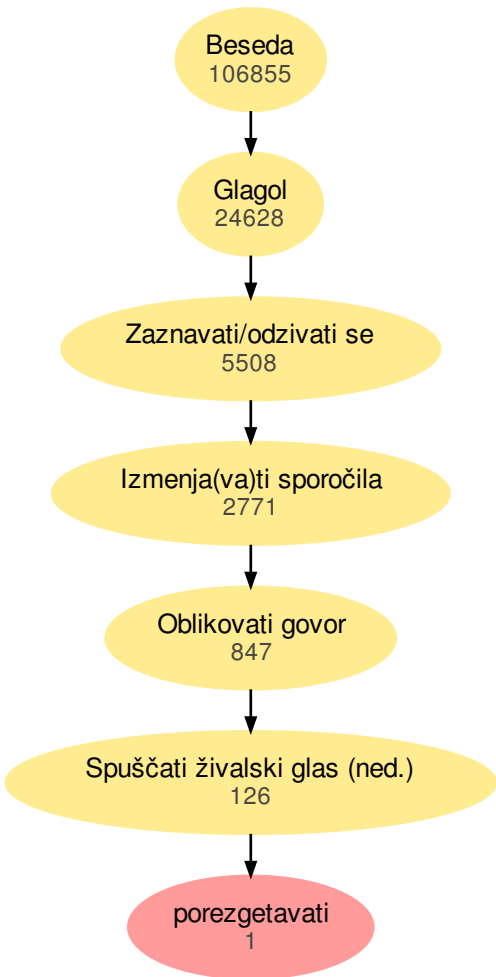 Beseda
106855
Glagol
24628
Zaznavati/odzivati se
5508
Izmenja(va)ti sporočila
2771
Oblikovati govor
847
Spuščati živalski glas (ned.)
126
porezgetavati
1